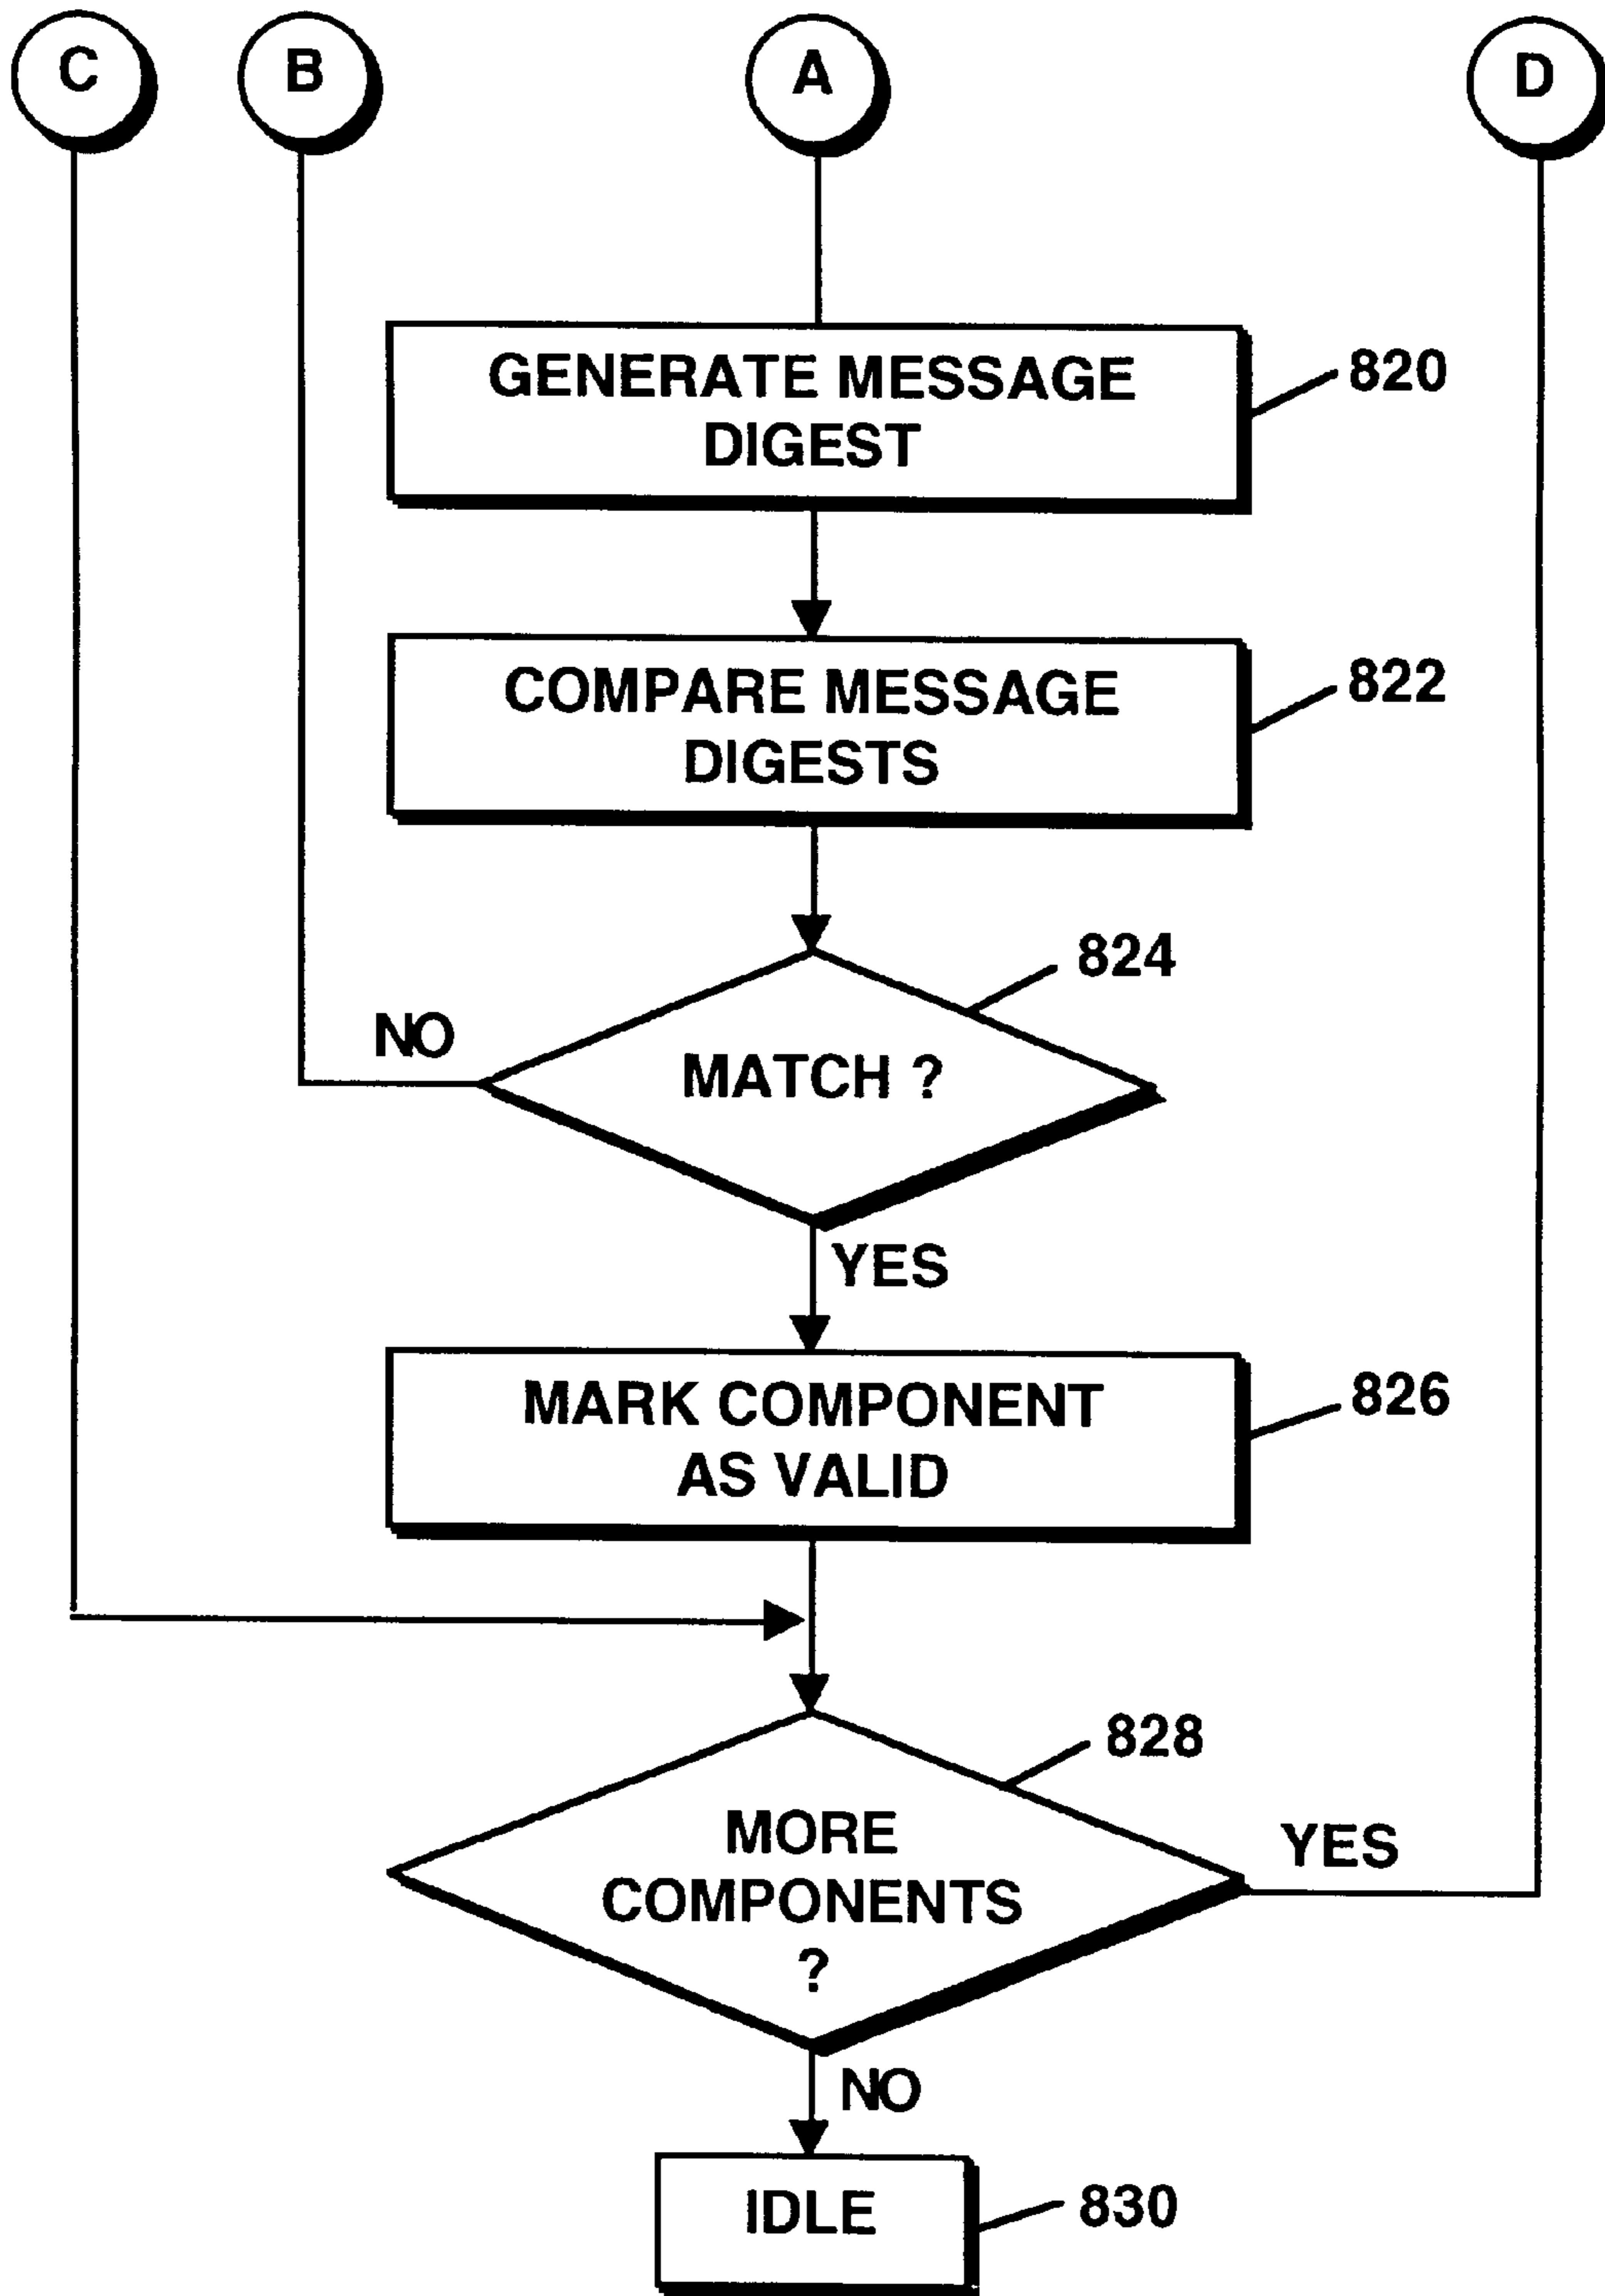 C
B
A
D
GENERATE MESSAGE
DIGEST
820
COMPARE MESSAGE
DIGESTS
822
824
NO
MATCH ?
YES
MARK COMPONENT
AS VALID
826
828
MORE
COMPONENTS
?
YES
NO
IDLE
830